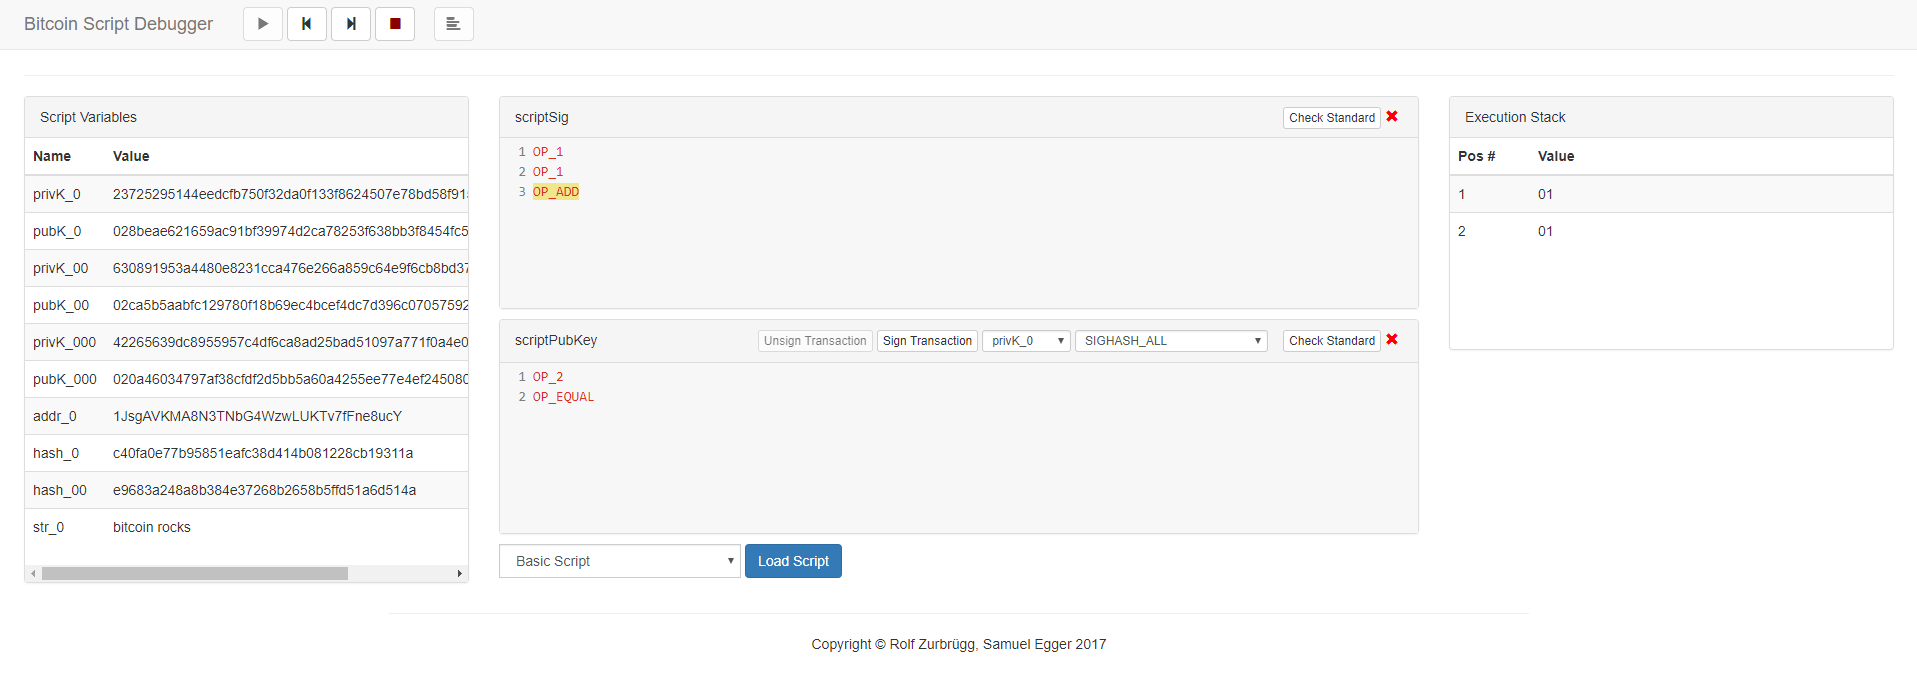 Bitcoin Script Debugger
Script Variables
Name Value
privK_0 23725295144eedcfb750f32da0f133f8624507e78bd58f91
pubK_0 028beae621659ac91bf39974d2ca78253f638bb3f8454fc5
privK_00 630891953a4480e8231cca476e266a859c64e9f6cb8bd37
pubK_00 02ca5b5aabfc129780f18b69ec4bcef4dc7d396c07057592
privK_000 42265639dc8955957c4df6ca8ad25bad51097a771f0a4e0
pubK_000 020a46034797af38cfdf2d5bb5a60a4255ee77e4ef245080
addr_0 1JsgAVKMA8N3TNbG4WzwLUKTv7fFne8ucY
hash_0 c40fa0e77b95851eafc38d414b081228cb19311a
hash_00 e9683a248a8b384e37268b2658b5ffd51a6d514a
str_0 bitcoin rocks
scriptSig Check Standard
1 OP_1
2 OP_1
3 OP_ADD
scriptPubKey Unsign Transaction Sign Transaction privK_0 SIGHASH_ALL Check Standard
1 OP_2
2 OP_EQUAL
Basic Script Load Script
Execution Stack
Pos # Value
1 01
2 01
Copyright © Rolf Zurbrügg, Samuel Egger 2017